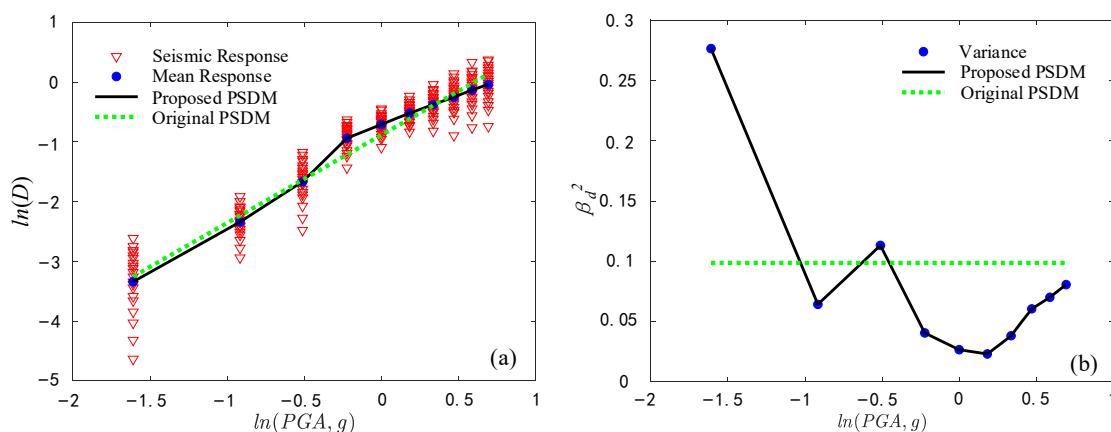 1
0
−1
−2
−3
−4
−5
ln(D)
Seismic Response
Mean Response
Proposed PSDM
Original PSDM
(a)
−2 −1.5 −1 −0.5 0 0.5 1
ln(PGA, g)
0.3
0.25
0.2
0.15
0.1
0.05
0
β_d^2
Variance
Proposed PSDM
Original PSDM
(b)
−2 −1.5 −1 −0.5 0 0.5 1
ln(PGA, g)